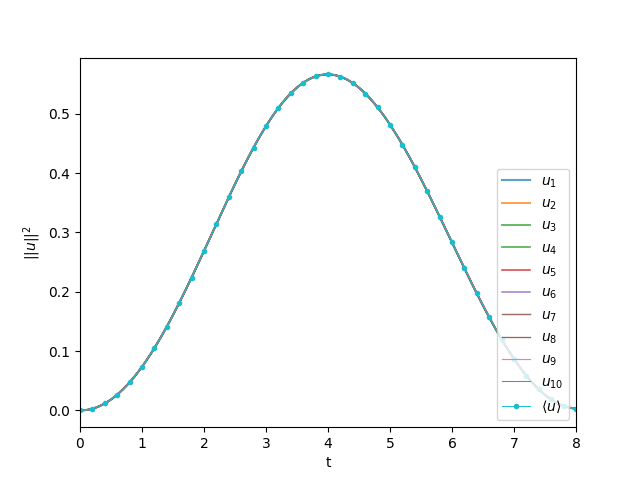 ||u||²
0.5
0.4
0.3
0.2
0.1
0.0
0 1 2 3 4 5 6 7 8
t
u₁
u₂
u₃
u₄
u₅
u₆
u₇
u₈
u₉
u₁₀
⟨u⟩